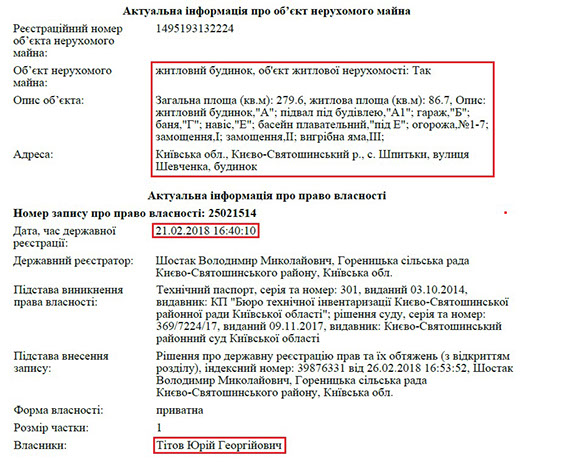 Актуальна інформація про об’єкт нерухомого майна
Реєстраційний номер об’єкта нерухомого майна:
1495193132224
Об’єкт нерухомого майна:
житловий будинок, об'єкт житлової нерухомості: Так
Опис об’єкта:
Загальна площа (кв.м): 279.6, житлова площа (кв.м): 86.7, Опис:
житловий будинок,"А"; підвал під будівлею,"А1"; гараж,"Б";
баня,"Г"; навіс,"Е"; басейн плавательний,"під Е"; огорожа,№1-7;
замощення,І; замощення,ІІ; вигрібна яма,ІІІ;
Адреса:
Київська обл., Києво-Святошинський р., с. Шпитьки, вулиця
Шевченка, будинок
Актуальна інформація про право власності
Номер запису про право власності: 25021514
Дата, час державної реєстрації:
21.02.2018 16:40:10
Державний реєстратор:
Шостак Володимир Миколайович, Гореницька сільська рада
Києво-Святошинського району, Київська обл.
Підстава виникнення права власності:
Технічний паспорт, серія та номер: 301, виданий 03.10.2014,
видавник: КП "Бюро технічної інвентаризації Києво-Святошинської
районної ради Київської області"; рішення суду, серія та номер:
369/7224/17, виданий 09.11.2017, видавник: Києво-Святошинський
районний суд Київської області
Підстава внесення запису:
Рішення про державну реєстрацію прав та їх обтяжень (з відкриттям
розділу), індексний номер: 39876331 від 26.02.2018 16:53:52, Шостак
Володимир Миколайович, Гореницька сільська рада
Києво-Святошинського району, Київська обл.
Форма власності:
приватна
Розмір частки:
1
Власники:
Тітов Юрій Георгійович